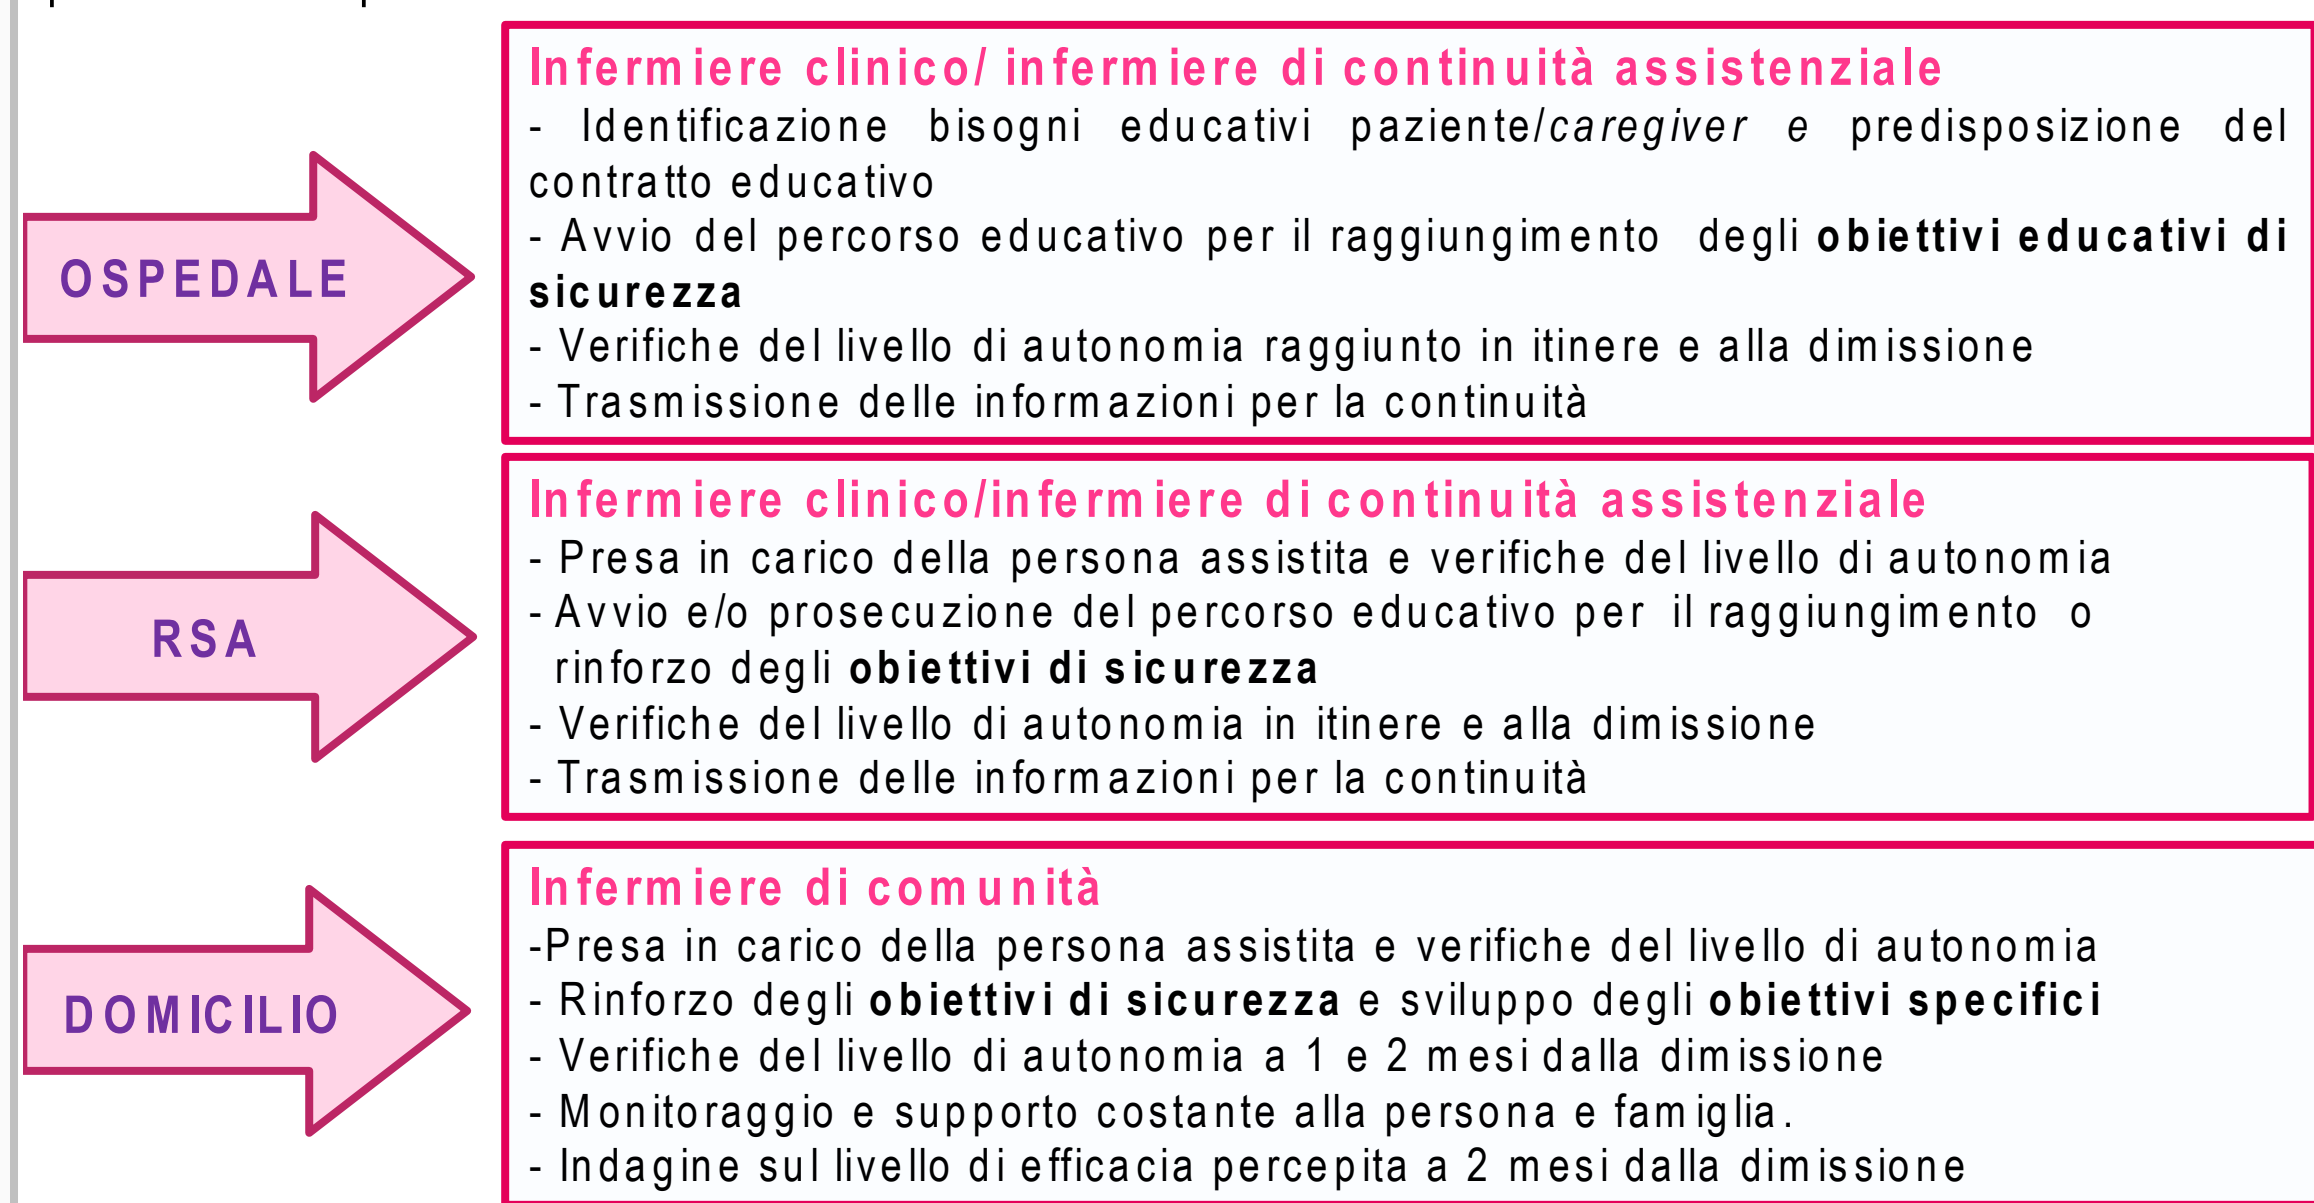 Infermiere clinico/ infermiere di continuità assistenziale
- Identificazione bisogni educativi paziente/caregiver e predisposizione del
contratto educativo
- Avvio del percorso educativo per il raggiungimento degli obiettivi educativi di
sicurezza
- Verifiche del livello di autonomia raggiunto in itinere e alla dimissione
- Trasmissione delle informazioni per la continuità
OSPEDALE
Infermiere clinico/infermiere di continuità assistenziale
- Presa in carico della persona assistita e verifiche del livello di autonomia
- Avvio e/o prosecuzione del percorso educativo per il raggiungimento o
rinforzo degli obiettivi di sicurezza
- Verifiche del livello di autonomia in itinere e alla dimissione
- Trasmissione delle informazioni per la continuità
RSA
Infermiere di comunità
-Presa in carico della persona assistita e verifiche del livello di autonomia
- Rinforzo degli obiettivi di sicurezza e sviluppo degli obiettivi specifici
- Verifiche del livello di autonomia a 1 e 2 mesi dalla dimissione
- Monitoraggio e supporto costante alla persona e famiglia.
- Indagine sul livello di efficacia percepita a 2 mesi dalla dimissione
DOMICILIO